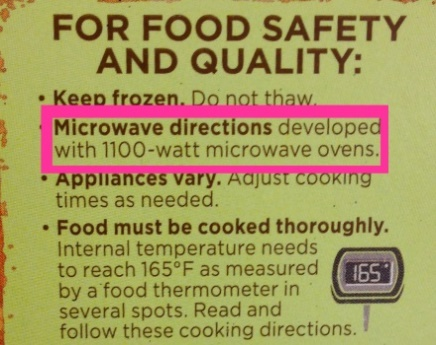 FOR FOOD SAFETY
AND QUALITY:
• Keep frozen. Do not thaw.
• Microwave directions developed
with 1100-watt microwave ovens.
• Appliances vary. Adjust cooking
times as needed.
• Food must be cooked thoroughly.
Internal temperature needs
to reach 165°F as measured
by a food thermometer in
several spots. Read and
follow these cooking directions.
165°